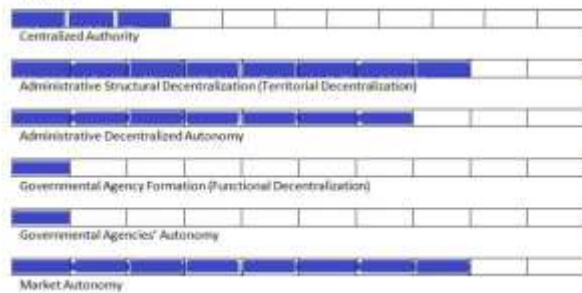 Centralized Authority
Administrative Structural Decentralization (Territorial Decentralization)
Administrative Decentralized Autonomy
Governmental Agency Formation (Functional Decentralization)
Governmental Agencies' Autonomy
Market Autonomy